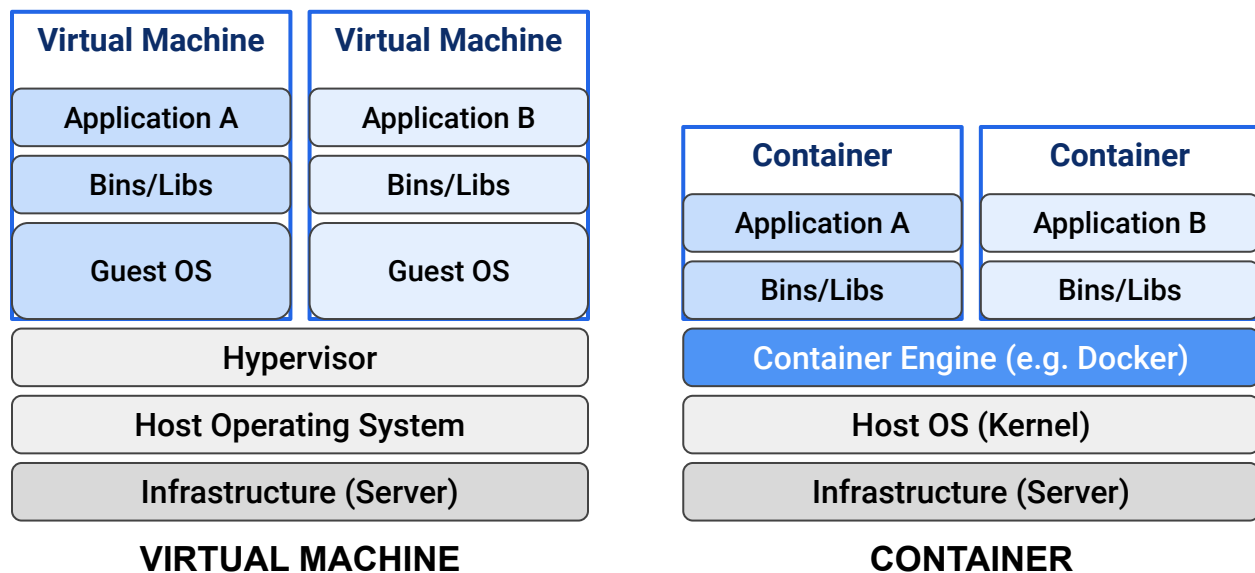 Virtual Machine
Application A
Bins/Libs
Guest OS
Virtual Machine
Application B
Bins/Libs
Guest OS
Hypervisor
Host Operating System
Infrastructure (Server)
VIRTUAL MACHINE
Container
Application A
Bins/Libs
Container
Application B
Bins/Libs
Container Engine (e.g. Docker)
Host OS (Kernel)
Infrastructure (Server)
CONTAINER